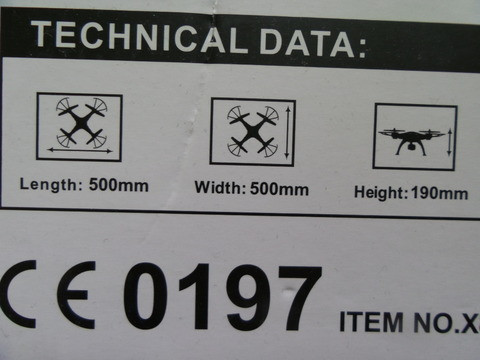 TECHNICAL DATA:
Length: 500mm Width: 500mm Height: 190mm
CE 0197 ITEM NO.X